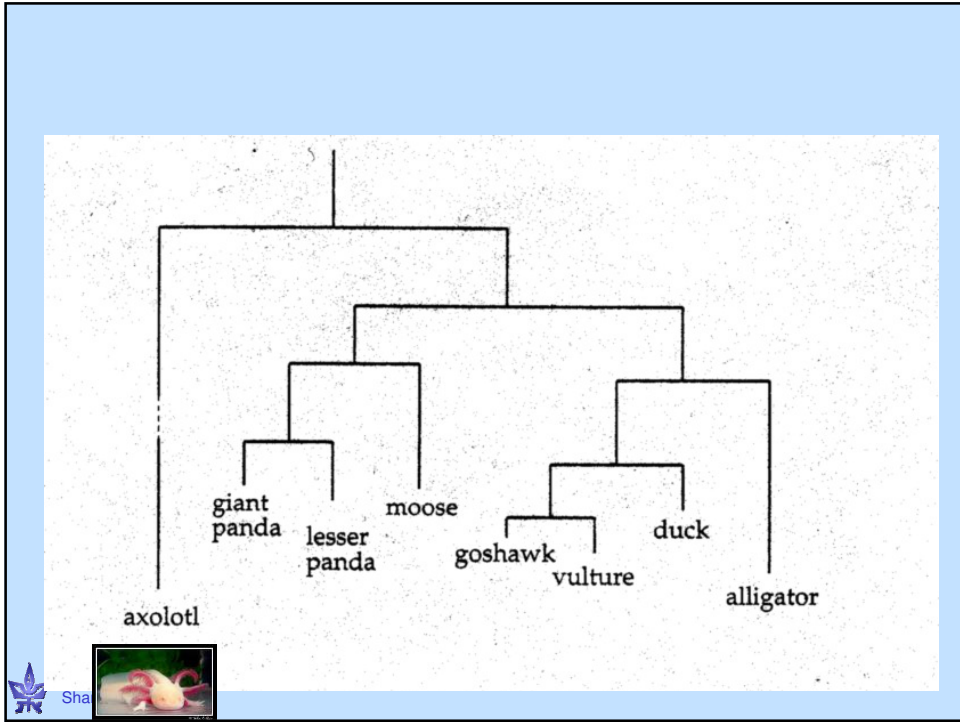 giant
panda
lesser
panda
moose
goshawk
vulture
duck
alligator
axolotl